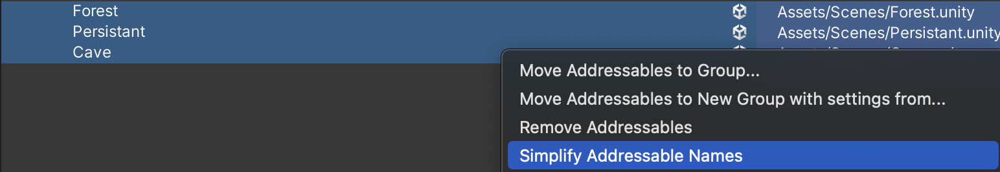 Forest
Assets/Scenes/Forest.unity
Persistant
Assets/Scenes/Persistant.unity
Cave
Move Addressables to Group...
Move Addressables to New Group with settings from...
Remove Addressables
Simplify Addressable Names